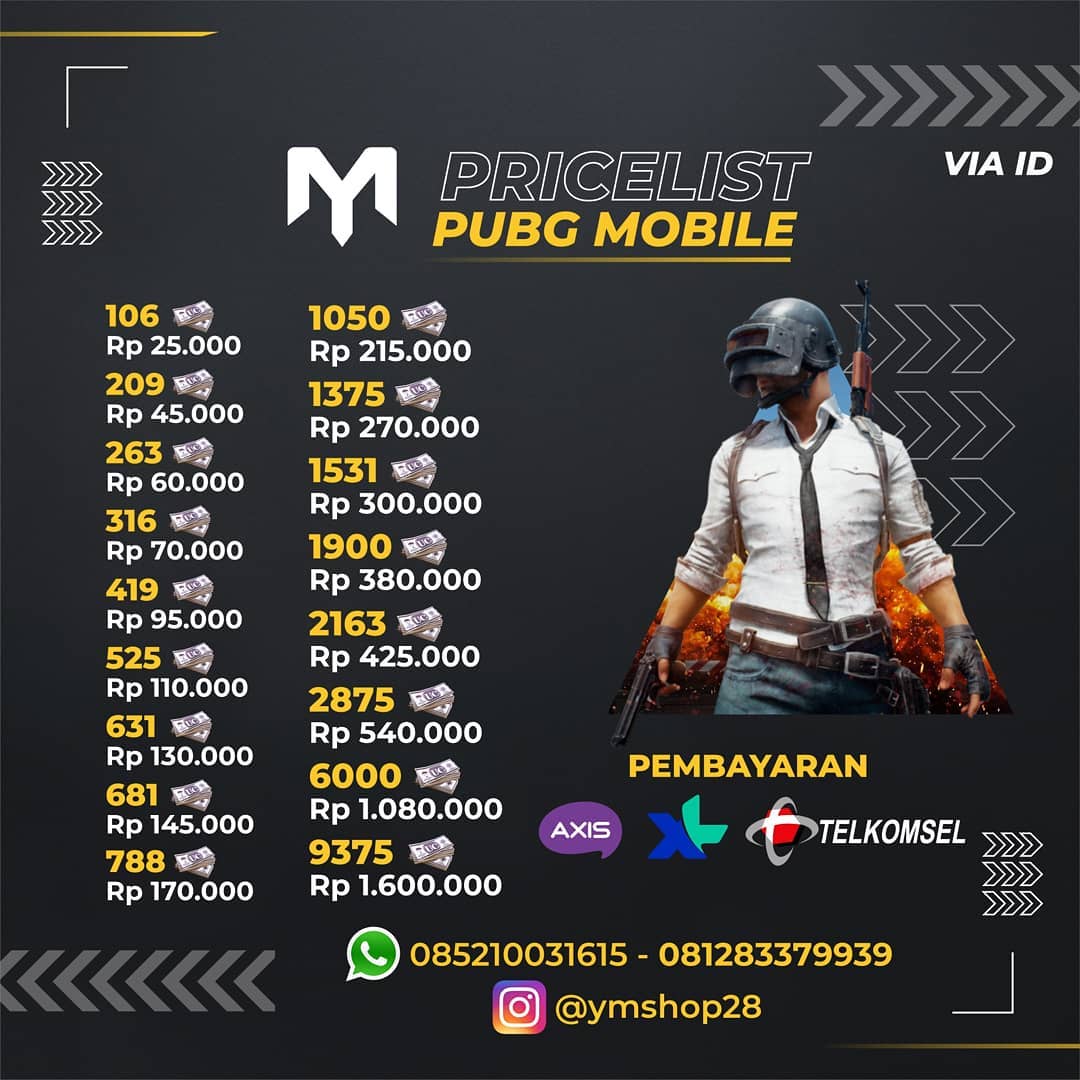 VIA ID
YM PRICELIST
PUBG MOBILE
106
Rp 25.000
209
Rp 45.000
263
Rp 60.000
316
Rp 70.000
419
Rp 95.000
525
Rp 110.000
631
Rp 130.000
681
Rp 145.000
788
Rp 170.000
1050
Rp 215.000
1375
Rp 270.000
1531
Rp 300.000
1900
Rp 380.000
2163
Rp 425.000
2875
Rp 540.000
6000
Rp 1.080.000
9375
Rp 1.600.000
PEMBAYARAN
AXIS XL TELKOMSEL
085210031615 - 081283379939
@ymshop28